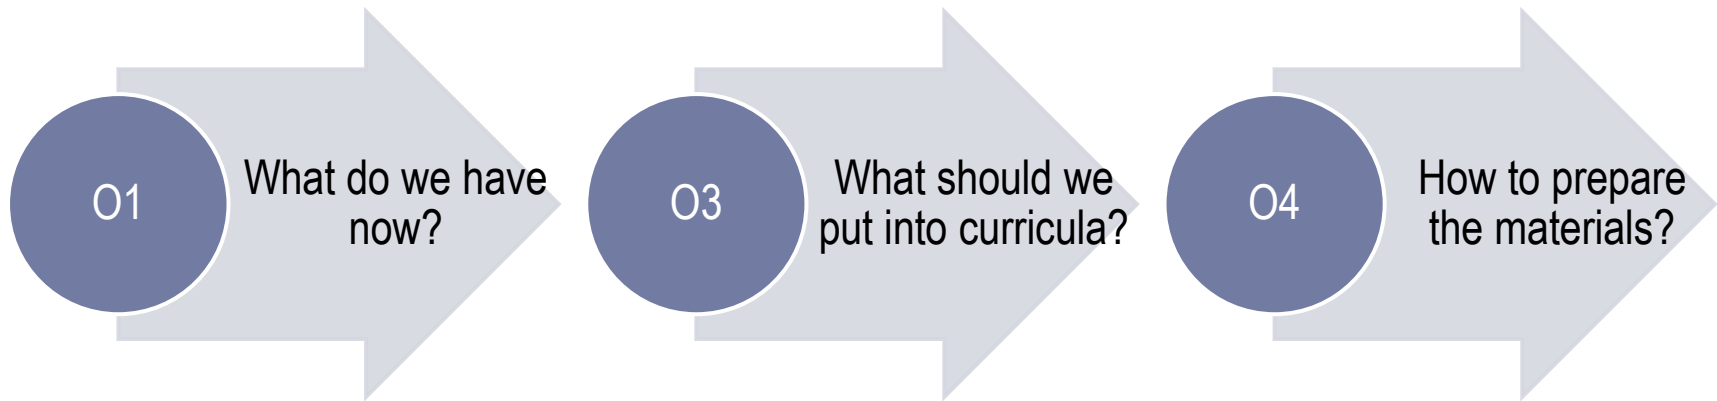 O1
What do we have
now?
O3
What should we
put into curricula?
O4
How to prepare
the materials?